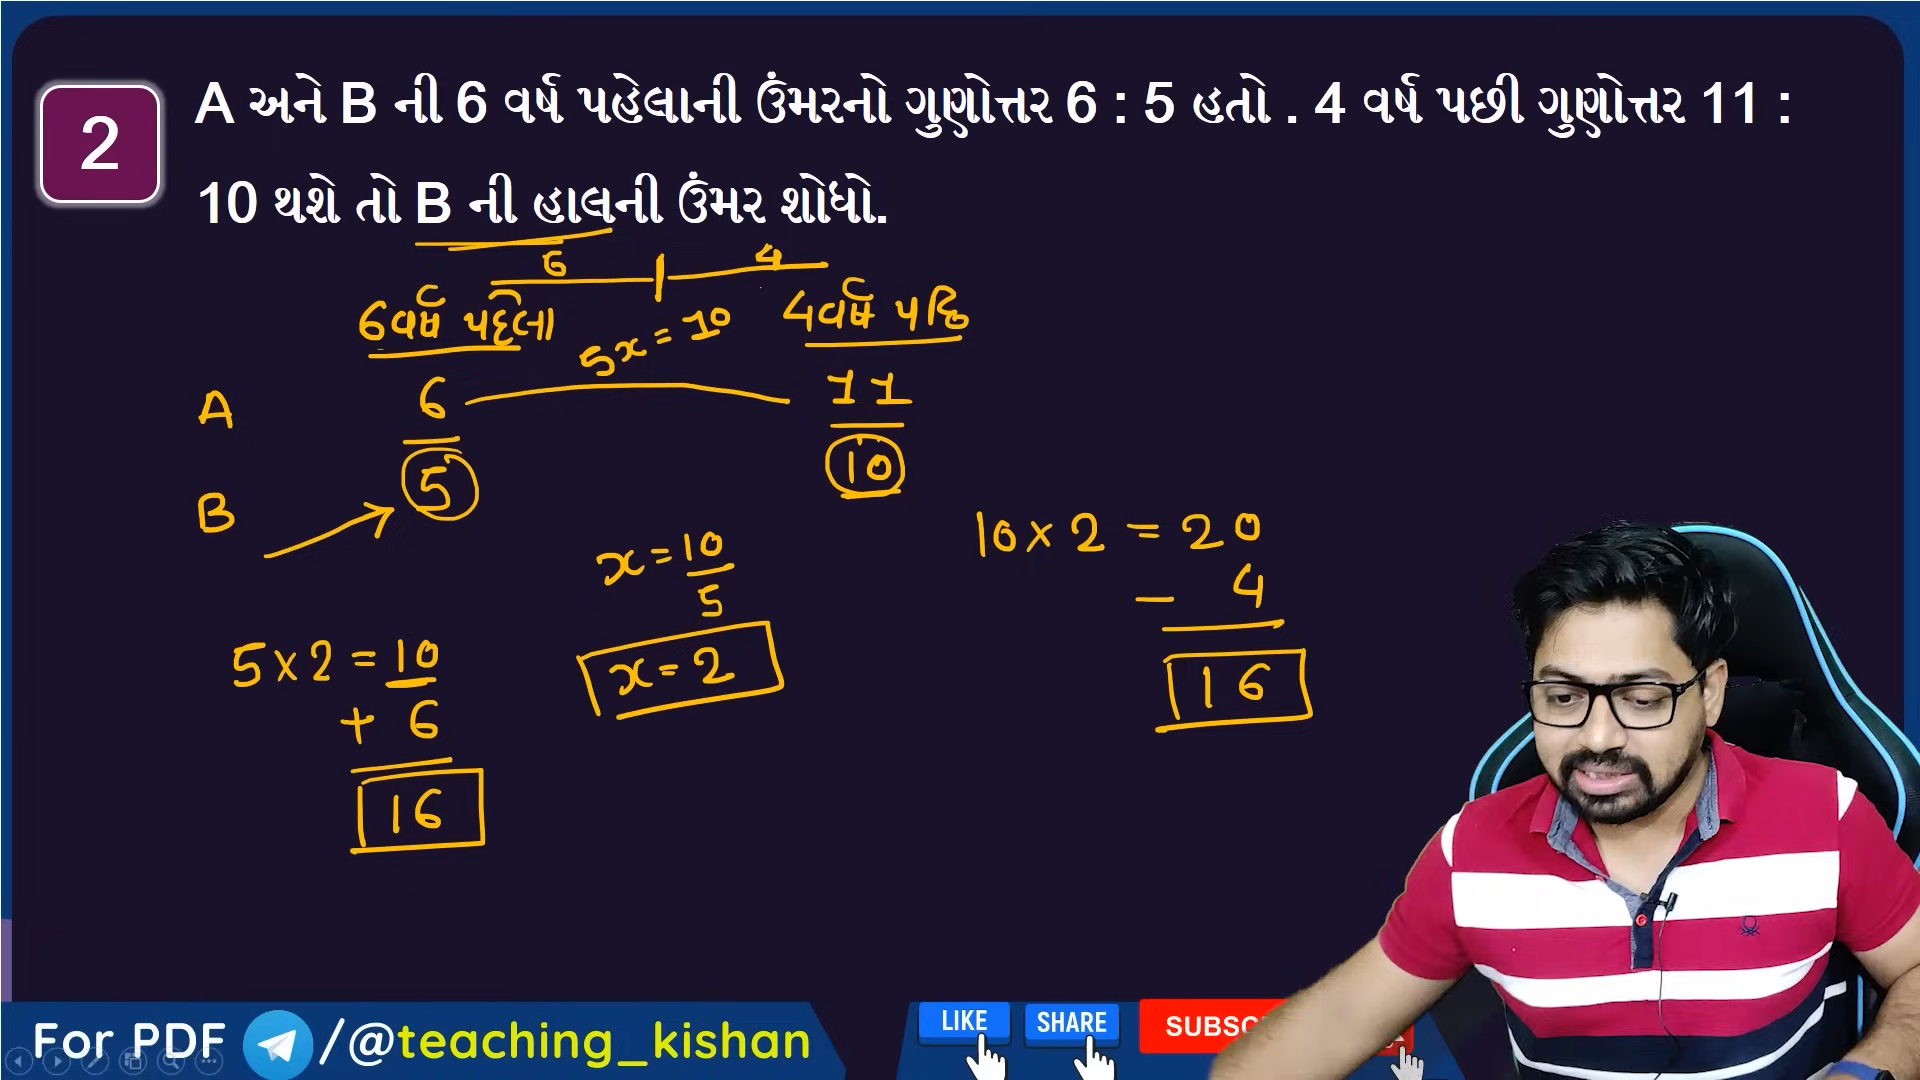 2
A અને B ની 6 વર્ષ પહેલાની ઉંમરનો ગુણોત્તર 6 : 5 હતો . 4 વર્ષ પછી ગુણોત્તર 11 :
10 થશે તો B ની હાલની ઉંમર શોધો.
6 4
6વર્ષ પહેલા 4વર્ષ પછિ
5x = 10
A 6 11
B 5 10
x = 10
5
x = 2
10 x 2 = 20
- 4
16
5 x 2 = 10
+ 6
16
For PDF /@teaching_kishan
LIKE SHARE